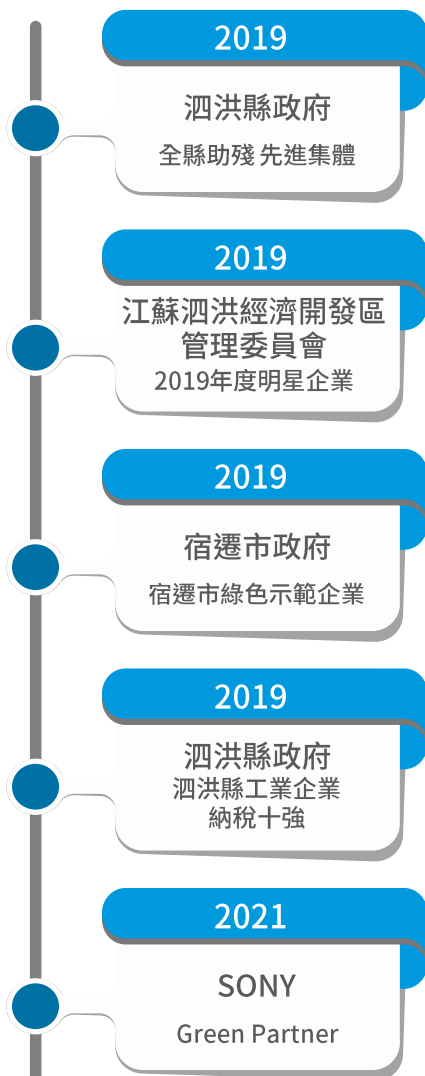 2019
泗洪縣政府
全縣助殘 先進集體
2019
江蘇泗洪經濟開發區
管理委員會
2019年度明星企業
2019
宿遷市政府
宿遷市綠色示範企業
2019
泗洪縣政府
泗洪縣工業企業
納稅十強
2021
SONY
Green Partner